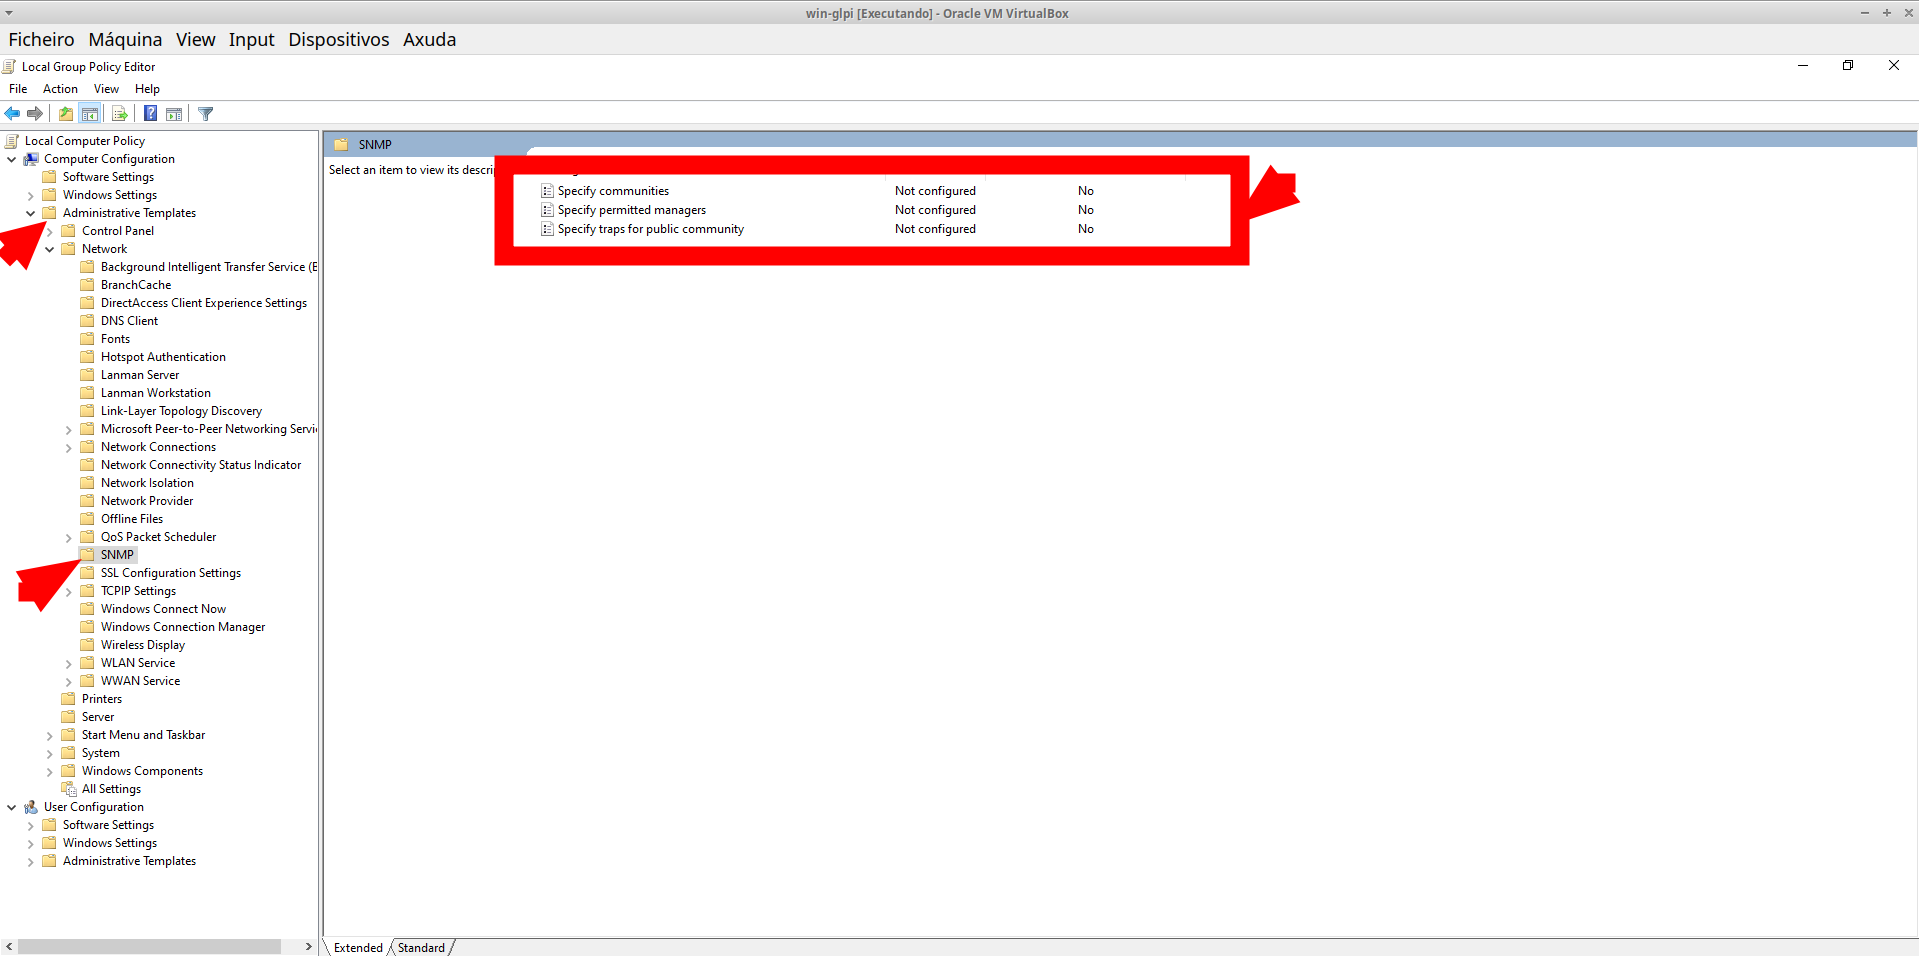 win-glpi [Executando] - Oracle VM VirtualBox
Ficheiro Máquina View Input Dispositivos Axuda
Local Group Policy Editor
File Action View Help
Local Computer Policy
Computer Configuration
Software Settings
Windows Settings
Administrative Templates
Control Panel
Network
Background Intelligent Transfer Service (B
BranchCache
DirectAccess Client Experience Settings
DNS Client
Fonts
Hotspot Authentication
Lanman Server
Lanman Workstation
Link-Layer Topology Discovery
Microsoft Peer-to-Peer Networking Servi
Network Connections
Network Connectivity Status Indicator
Network Isolation
Network Provider
Offline Files
QoS Packet Scheduler
SNMP
SSL Configuration Settings
TCPIP Settings
Windows Connect Now
Windows Connection Manager
Wireless Display
WLAN Service
WWAN Service
Printers
Server
Start Menu and Taskbar
System
Windows Components
All Settings
User Configuration
Software Settings
Windows Settings
Administrative Templates
SNMP
Select an item to view its descrip
Specify communities Not configured No
Specify permitted managers Not configured No
Specify traps for public community Not configured No
Extended Standard